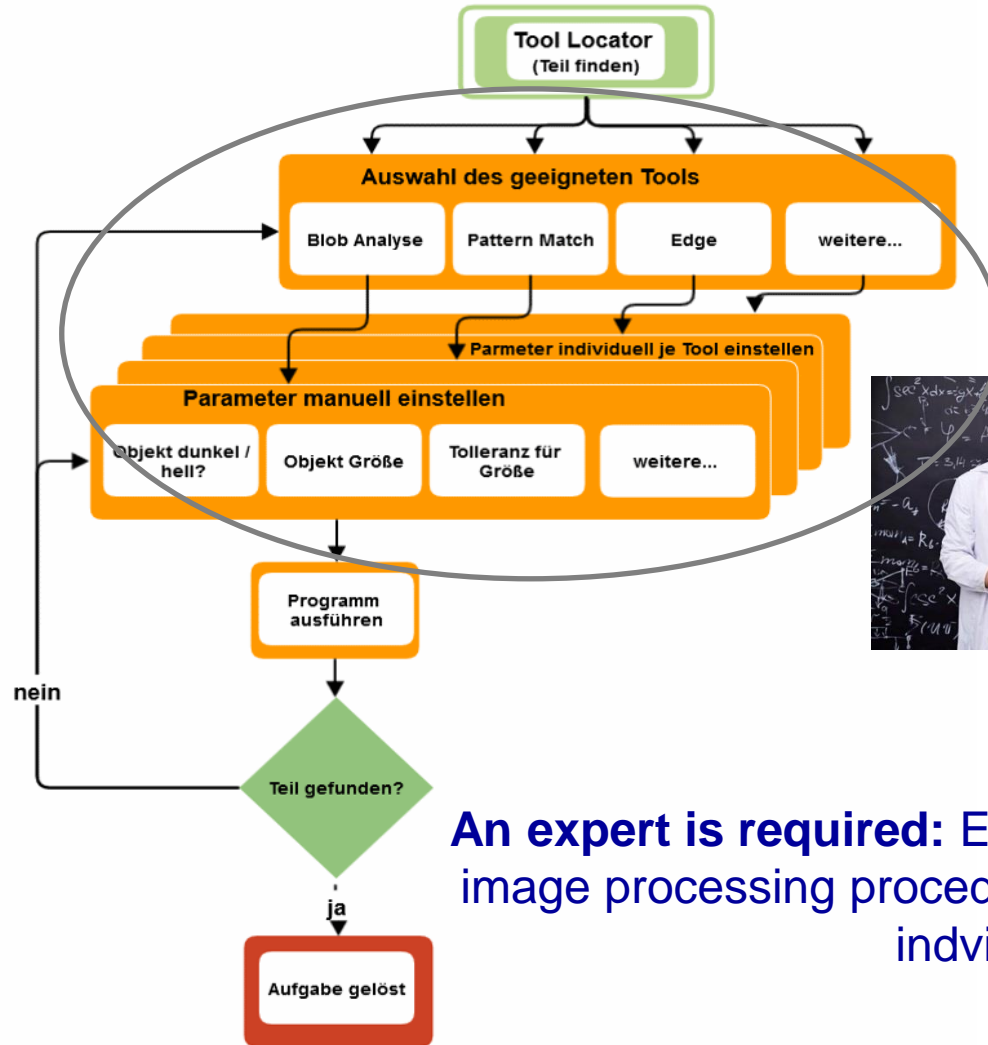 Tool Locator
(Teil finden)
Auswahl des geeigneten Tools
Blob Analyse
Pattern Match
Edge
weitere...
Parmeter individuell je Tool einstellen
Parameter manuell einstellen
Objekt dunkel /
hell?
Objekt Größe
Tolleranz für
Größe
weitere...
Programm
ausführen
nein
Teil gefunden?
An expert is required:
image processing
ja
Aufgabe gelöst